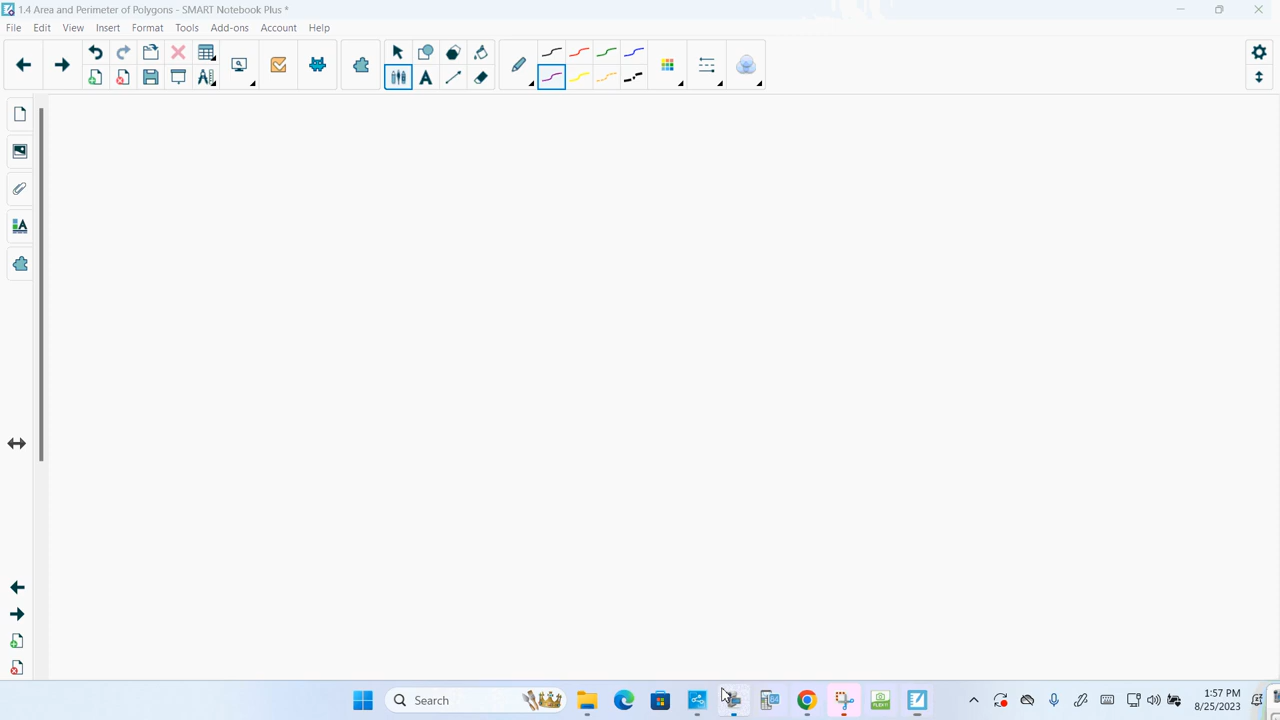 1.4 Area and Perimeter of Polygons - SMART Notebook Plus *
File Edit View Insert Format Tools Add-ons Account Help
Search
1:57 PM
8/25/2023